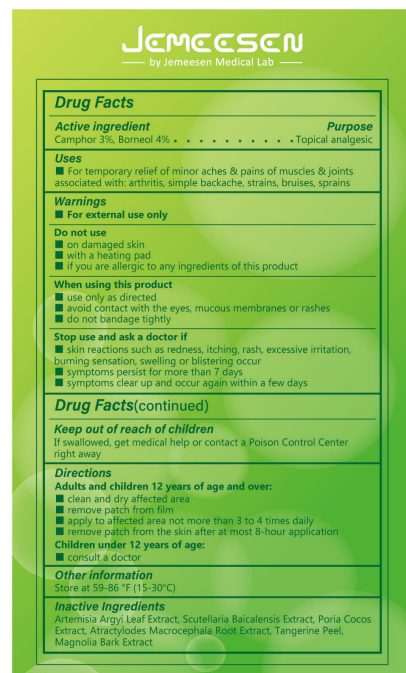 JEMEESEN
by Jemeesen Medical Lab
Drug Facts
Active ingredient Purpose
Camphor 3%, Borneol 4% • • • • • • • • • • Topical analgesic
Uses
■ For temporary relief of minor aches & pains of muscles & joints
associated with: arthritis, simple backache, strains, bruises, sprains
Warnings
■ For external use only
Do not use
■ on damaged skin
■ with a heating pad
■ if you are allergic to any ingredients of this product
When using this product
■ use only as directed
■ avoid contact with the eyes, mucous membranes or rashes
■ do not bandage tightly
Stop use and ask a doctor if
■ skin reactions such as redness, itching, rash, excessive irritation,
burning sensation, swelling or blistering occur
■ symptoms persist for more than 7 days
■ symptoms clear up and occur again within a few days
Drug Facts(continued)
Keep out of reach of children
If swallowed, get medical help or contact a Poison Control Center
right away
Directions
Adults and children 12 years of age and over:
■ clean and dry affected area
■ remove patch from film
■ apply to affected area not more than 3 to 4 times daily
■ remove patch from the skin after at most 8-hour application
Children under 12 years of age:
■ consult a doctor
Other information
Store at 59-86 °F (15-30°C)
Inactive Ingredients
Artemisia Argyi Leaf Extract, Scutellaria Baicalensis Extract, Poria Cocos
Extract, Atractylodes Macrocephala Root Extract, Tangerine Peel,
Magnolia Bark Extract